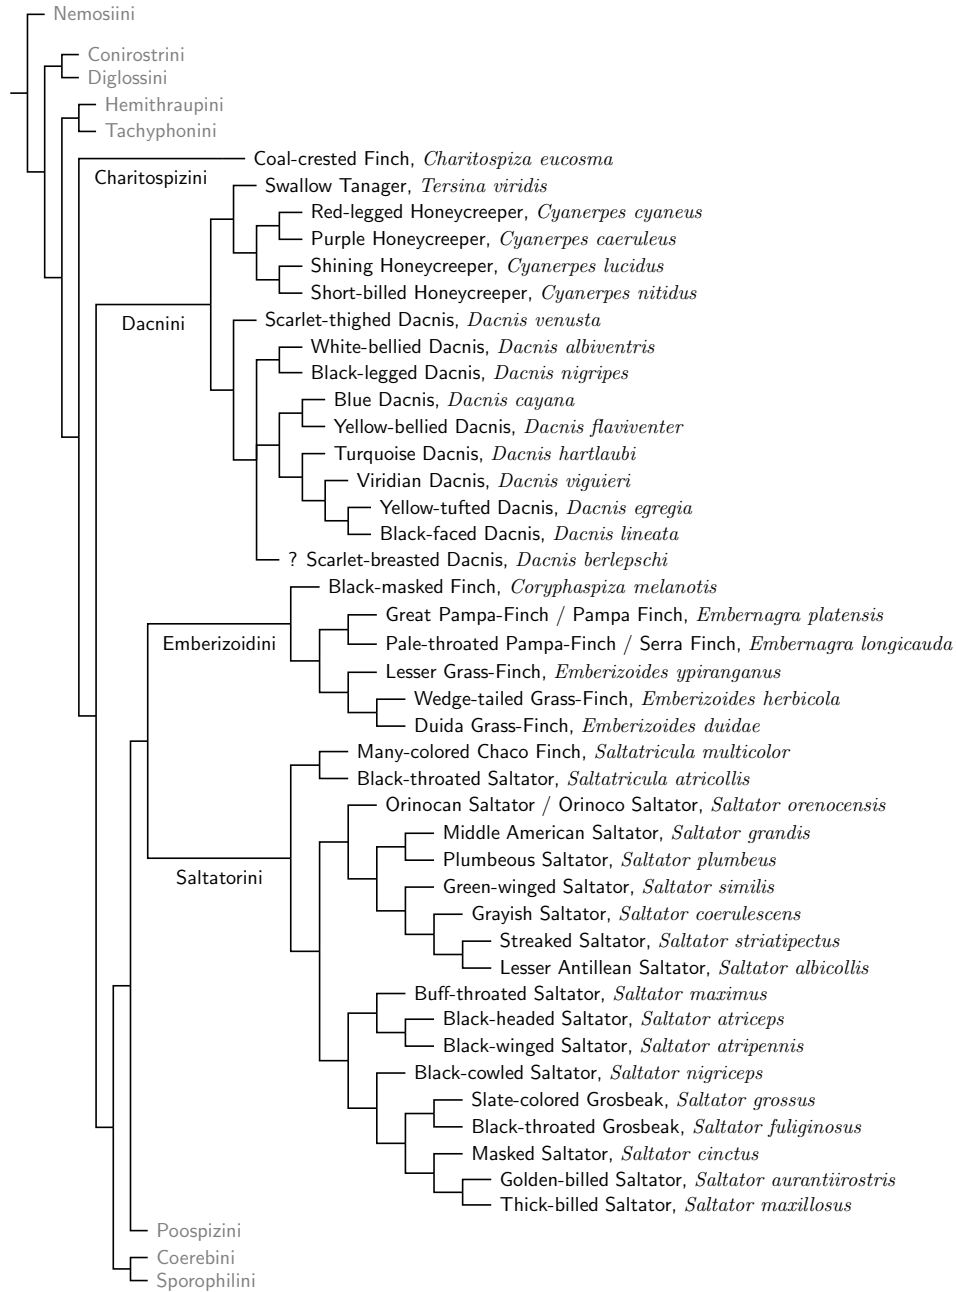 Nemosiini
Conirostrini
Diglossini
Hemithraupini
Tachyphonini
Coal-crested Finch, Charitospiza eucosma
Charitospizini
Swallow Tanager, Tersina viridis
Red-legged Honeycreeper, Cyanerpes cyaneus
Purple Honeycreeper, Cyanerpes caeruleus
Shining Honeycreeper, Cyanerpes lucidus
Short-billed Honeycreeper, Cyanerpes nitidus
Dacnini
Scarlet-thighed Dacnis, Dacnis venusta
White-bellied Dacnis, Dacnis albiventris
Black-legged Dacnis, Dacnis nigripes
Blue Dacnis, Dacnis cayana
Yellow-bellied Dacnis, Dacnis flaviventer
Turquoise Dacnis, Dacnis hartlaubi
Viridian Dacnis, Dacnis viguieri
Yellow-tufted Dacnis, Dacnis egregia
Black-faced Dacnis, Dacnis lineata
? Scarlet-breasted Dacnis, Dacnis berlepschi
Black-masked Finch, Coryphaspiza melanotis
Great Pampa-Finch / Pampa Finch, Embernagra platensis
Emberizoidini
Pale-throated Pampa-Finch / Serra Finch, Embernagra longicauda
Lesser Grass-Finch, Emberizoides ypiranganus
Wedge-tailed Grass-Finch, Emberizoides herbicola
Duida Grass-Finch, Emberizoides duidae
Many-colored Chaco Finch, Saltatricula multicolor
Black-throated Saltator, Saltatricula atricollis
Orinocan Saltator / Orinoco Saltator, Saltator orenocensis
Middle American Saltator, Saltator grandis
Plumbeous Saltator, Saltator plumbeus
Saltatorini
Green-winged Saltator, Saltator similis
Grayish Saltator, Saltator coerulescens
Streaked Saltator, Saltator striatipectus
Lesser Antillean Saltator, Saltator albicollis
Buff-throated Saltator, Saltator maximus
Black-headed Saltator, Saltator atriceps
Black-winged Saltator, Saltator atripennis
Black-cowled Saltator, Saltator nigriceps
Slate-colored Grosbeak, Saltator grossus
Black-throated Grosbeak, Saltator fuliginosus
Masked Saltator, Saltator cinctus
Golden-billed Saltator, Saltator aurantiirostris
Thick-billed Saltator, Saltator maxillosus
Poospizini
Coerebini
Sporophilini